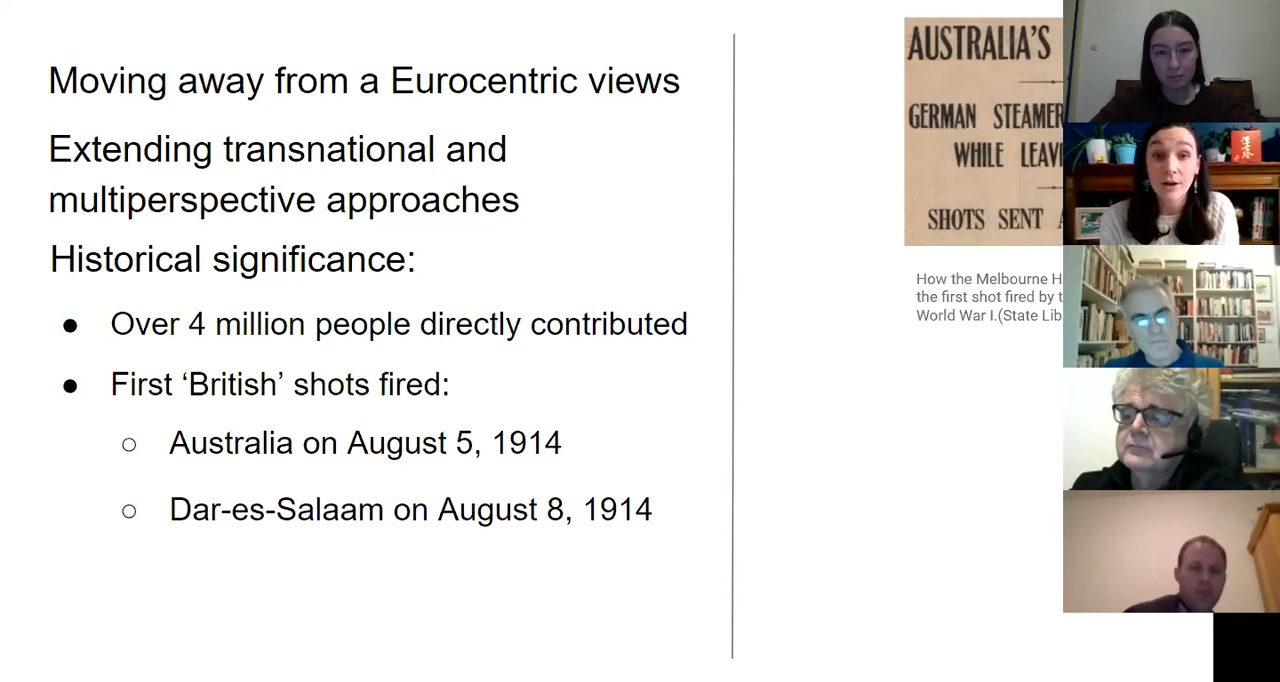 Moving away from a Eurocentric views
Extending transnational and
multiperspective approaches
Historical significance:
● Over 4 million people directly contributed
● First ‘British’ shots fired:
○ Australia on August 5, 1914
○ Dar-es-Salaam on August 8, 1914
AUSTRALIA'S
GERMAN STEAMER
WHILE
SHOTS SENT
How the Melbourne H
the first shot fired by t
World War I.(State Lib